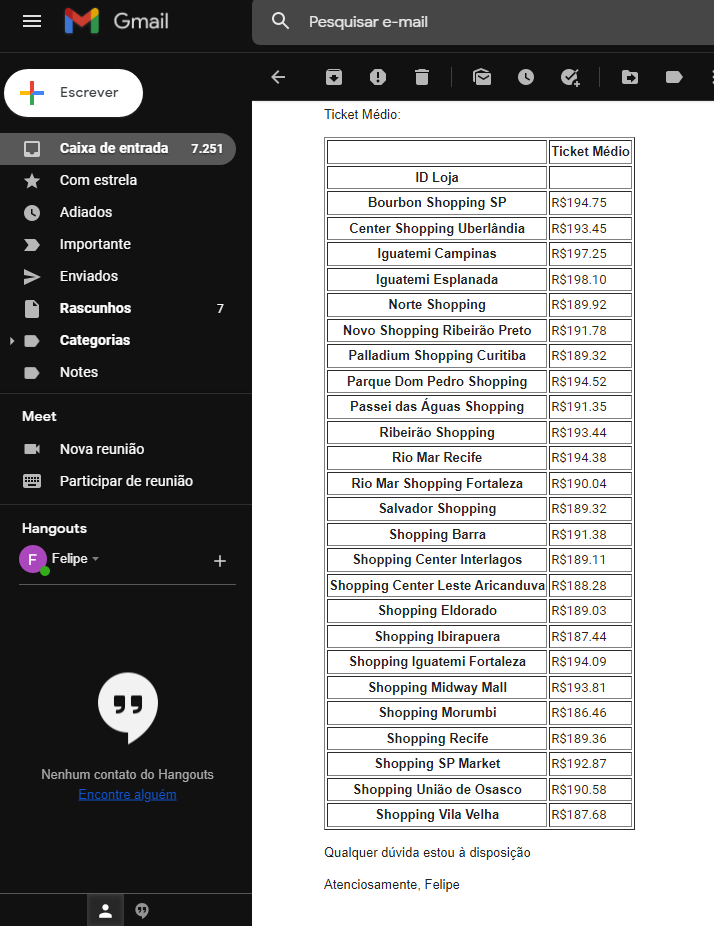 Gmail
Pesquisar e-mail
Escrever
Caixa de entrada 7.251
Com estrela
Adiados
Importante
Enviados
Rascunhos 7
Categorias
Notes
Meet
Nova reunião
Participar de reunião
Hangouts
F Felipe
Nenhum contato do Hangouts
Encontre alguém
Ticket Médio:
Ticket Médio
ID Loja
Bourbon Shopping SP R$194.75
Center Shopping Uberlândia R$193.45
Iguatemi Campinas R$197.25
Iguatemi Esplanada R$198.10
Norte Shopping R$189.92
Novo Shopping Ribeirão Preto R$191.78
Palladium Shopping Curitiba R$189.32
Parque Dom Pedro Shopping R$194.52
Passei das Águas Shopping R$191.35
Ribeirão Shopping R$193.44
Rio Mar Recife R$194.38
Rio Mar Shopping Fortaleza R$190.04
Salvador Shopping R$189.32
Shopping Barra R$191.38
Shopping Center Interlagos R$189.11
Shopping Center Leste Aricanduva R$188.28
Shopping Eldorado R$189.03
Shopping Ibirapuera R$187.44
Shopping Iguatemi Fortaleza R$194.09
Shopping Midway Mall R$193.81
Shopping Morumbi R$186.46
Shopping Recife R$189.36
Shopping SP Market R$192.87
Shopping União de Osasco R$190.58
Shopping Vila Velha R$187.68
Qualquer dúvida estou à disposição
Atenciosamente, Felipe